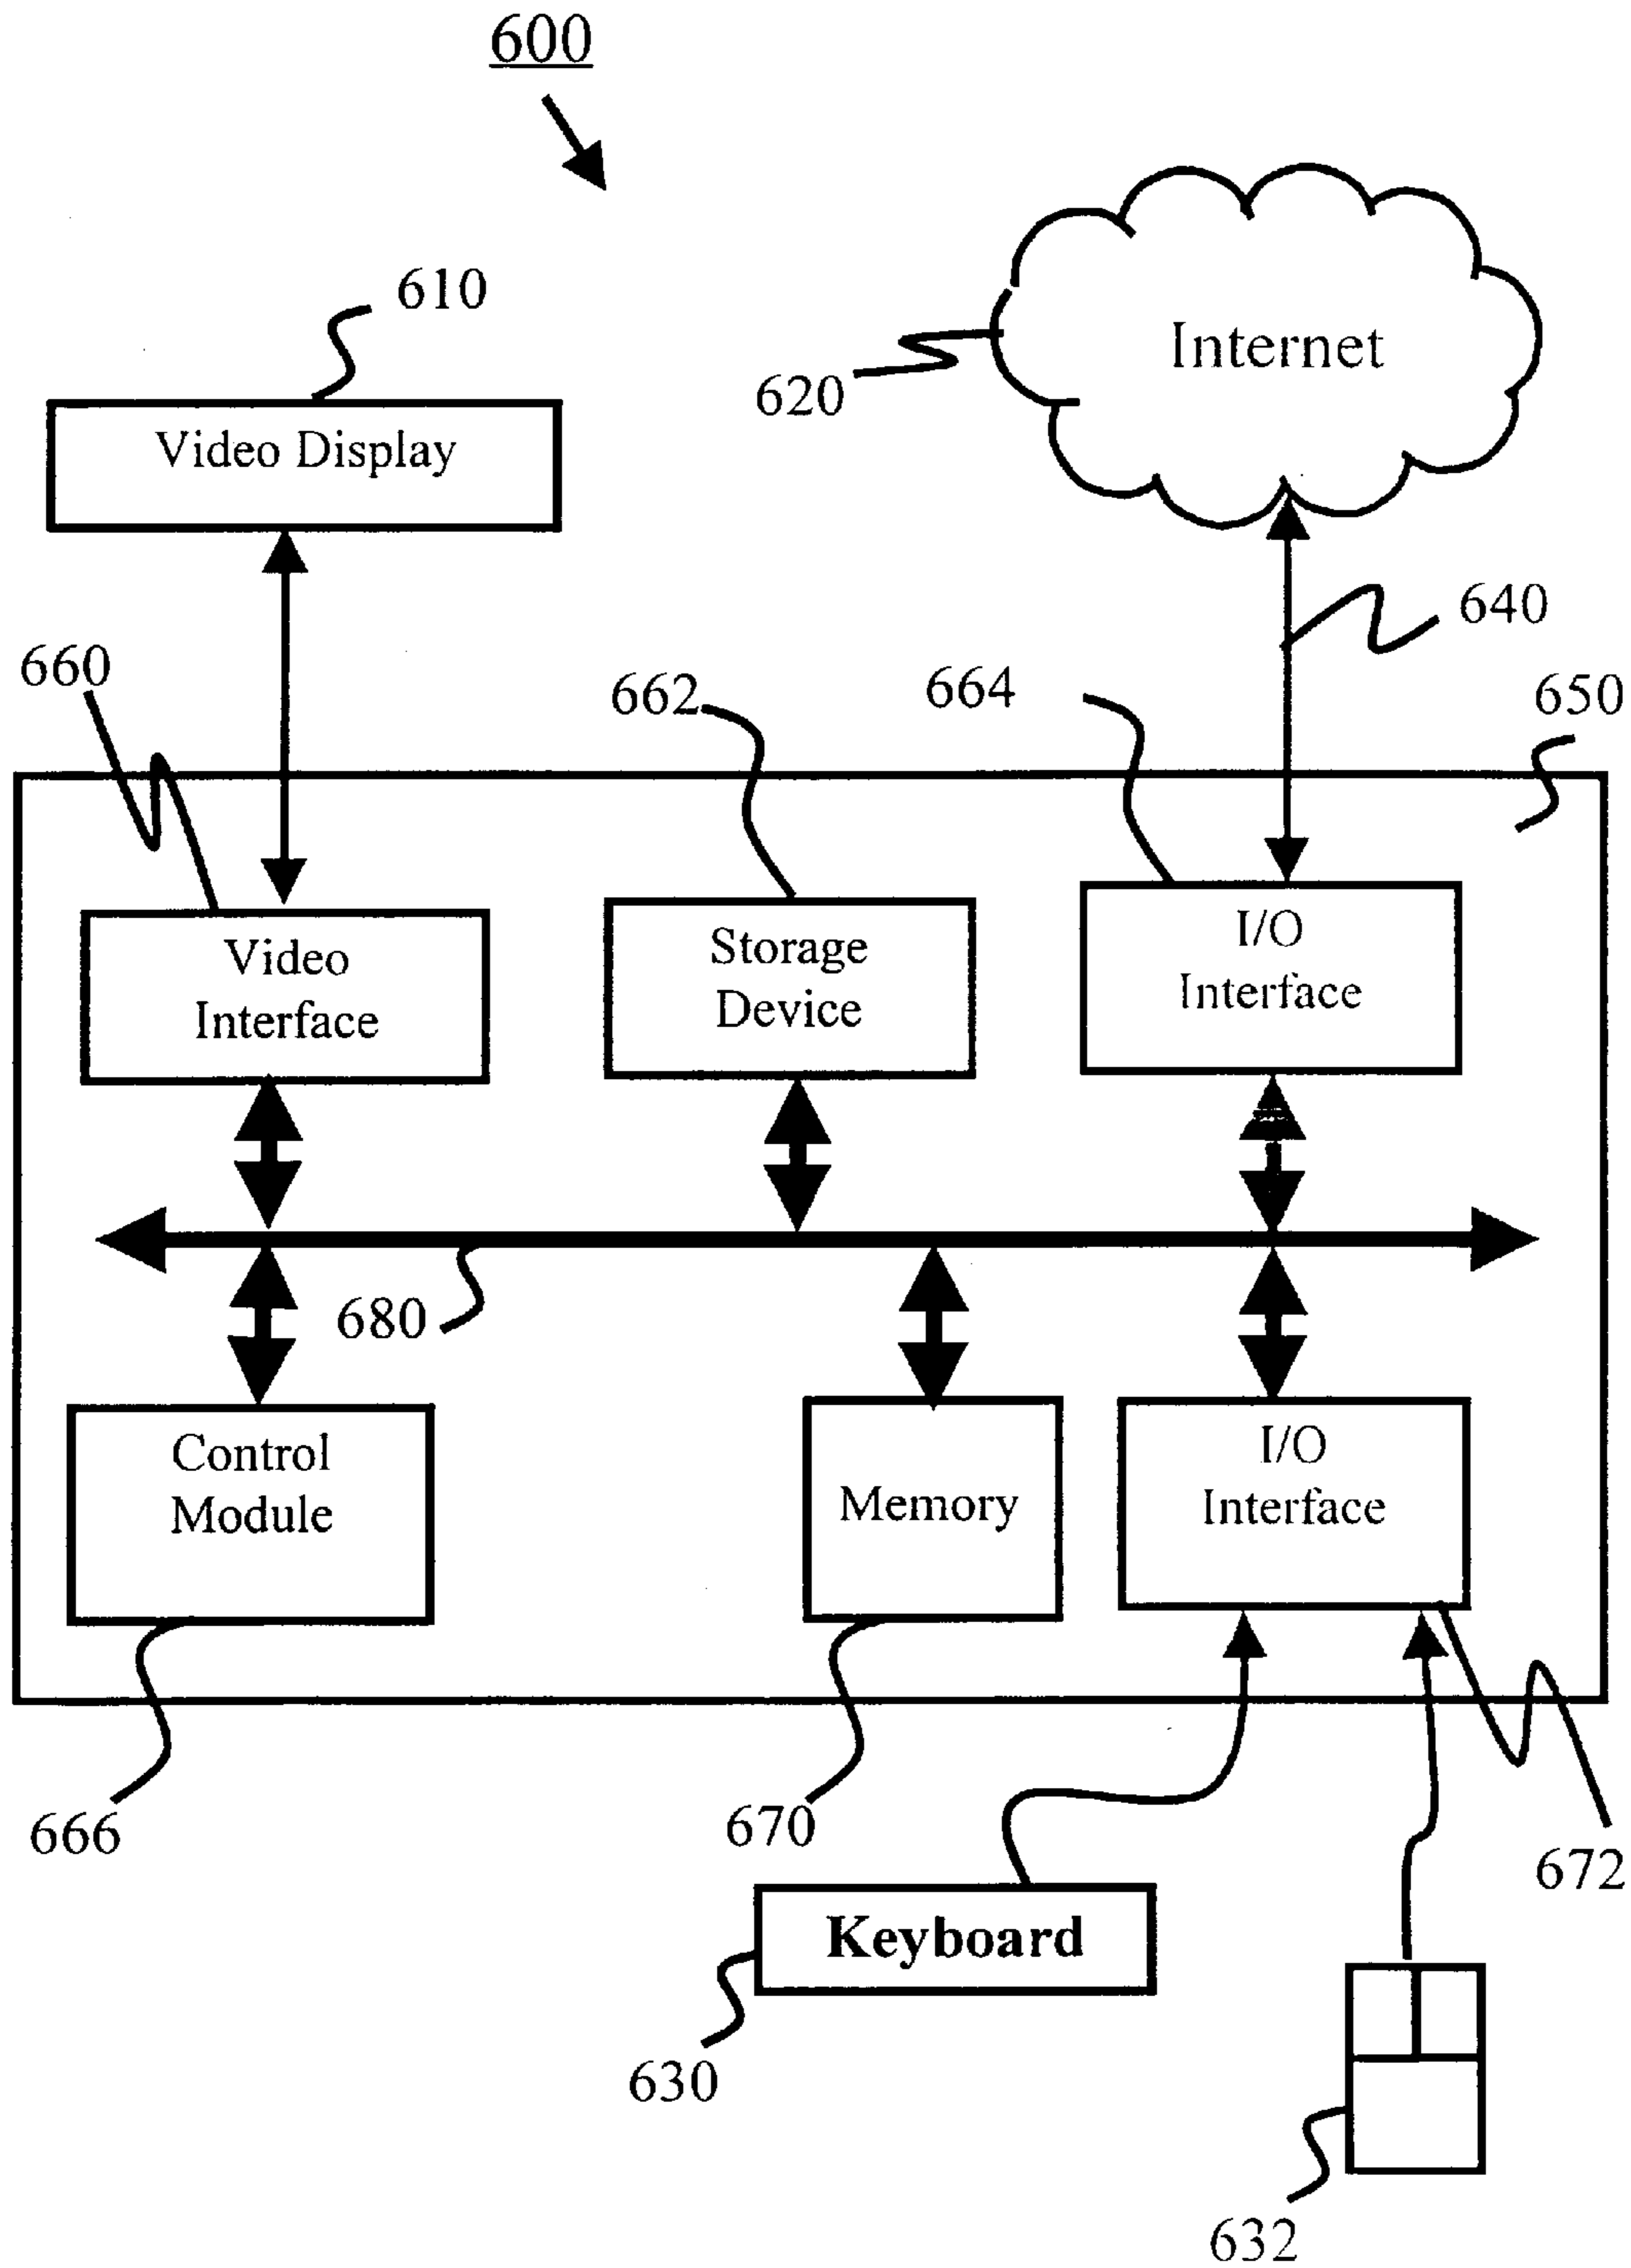 600
610
Internet
620
Video Display
640
660
662
664
650
Video
Interface
Storage
Device
I/O
Interface
680
Control
Module
Memory
I/O
Interface
666
670
672
Keyboard
630
632